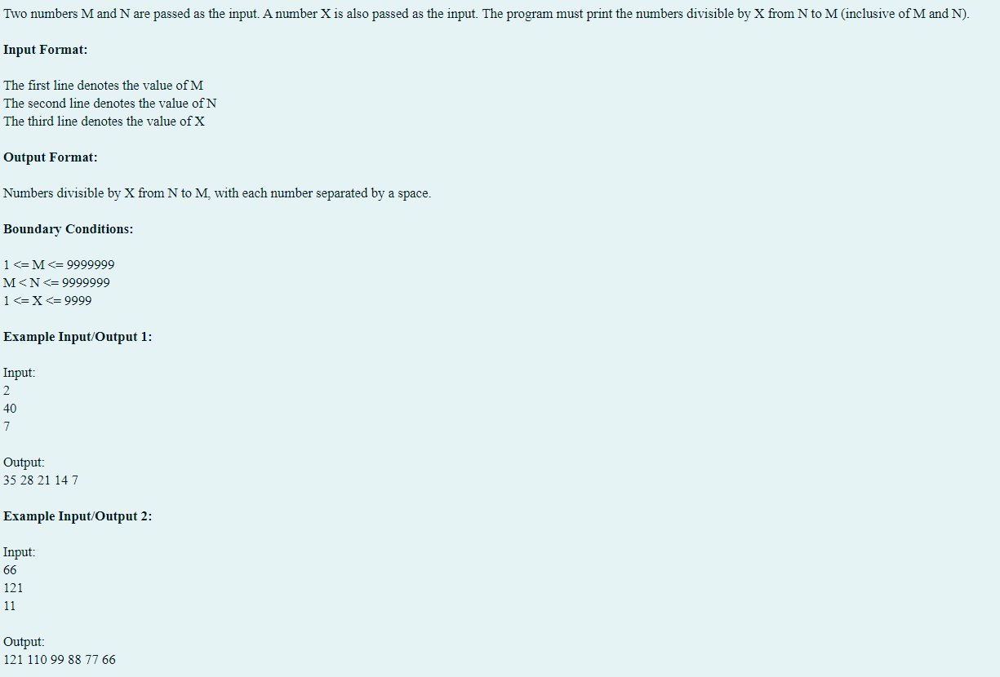 Two numbers M and N are passed as the input. A number X is also passed as the input. The program must print the numbers divisible by X from N to M (inclusive of M and N).
Input Format:
The first line denotes the value of M
The second line denotes the value of N
The third line denotes the value of X
Output Format:
Numbers divisible by X from N to M, with each number separated by a space.
Boundary Conditions:
1 <= M <= 9999999
M < N <= 9999999
1 <= X <= 9999
Example Input/Output 1:
Input:
2
40
7
Output:
35 28 21 14 7
Example Input/Output 2:
Input:
66
121
11
Output:
121 110 99 88 77 66